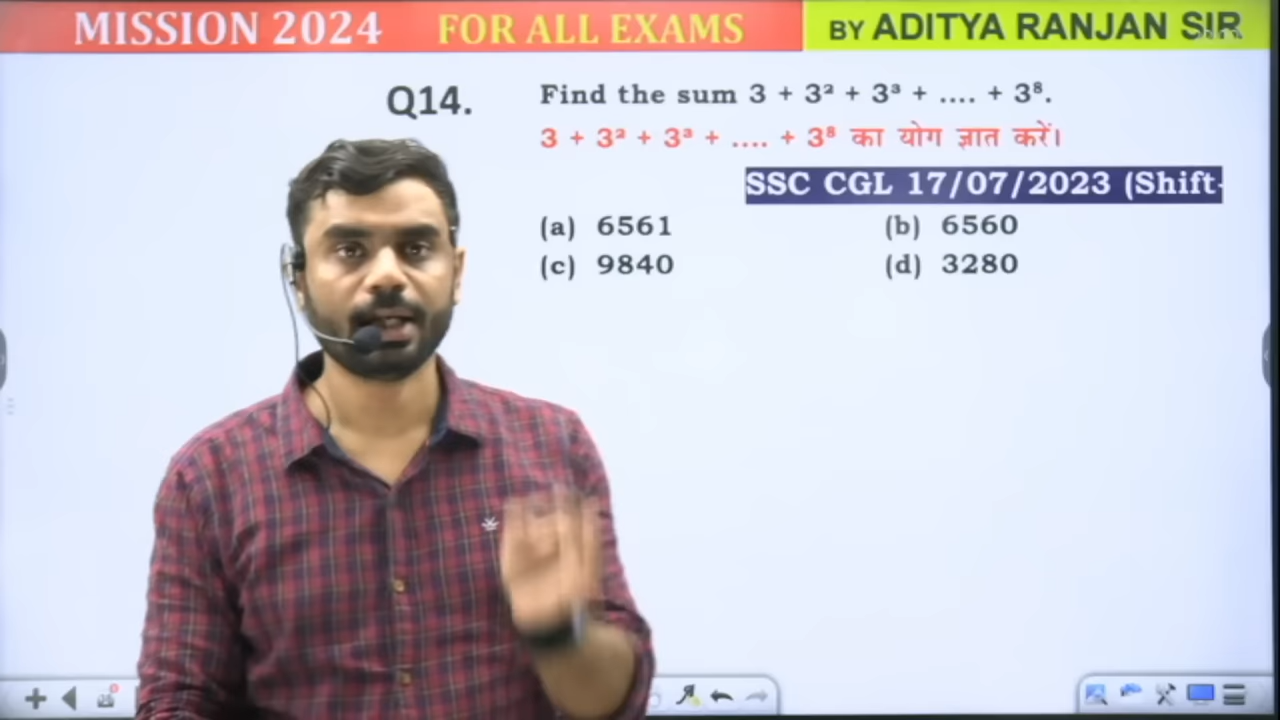 MISSION 2024 FOR ALL EXAMS BY ADITYA RANJAN SIR
Q14. Find the sum 3 + 3² + 3³ + .... + 3⁸.
3 + 3² + 3³ + .... + 3⁸ का योग ज्ञात करें।
SSC CGL 17/07/2023 (Shift-
(a) 6561 (b) 6560
(c) 9840 (d) 3280